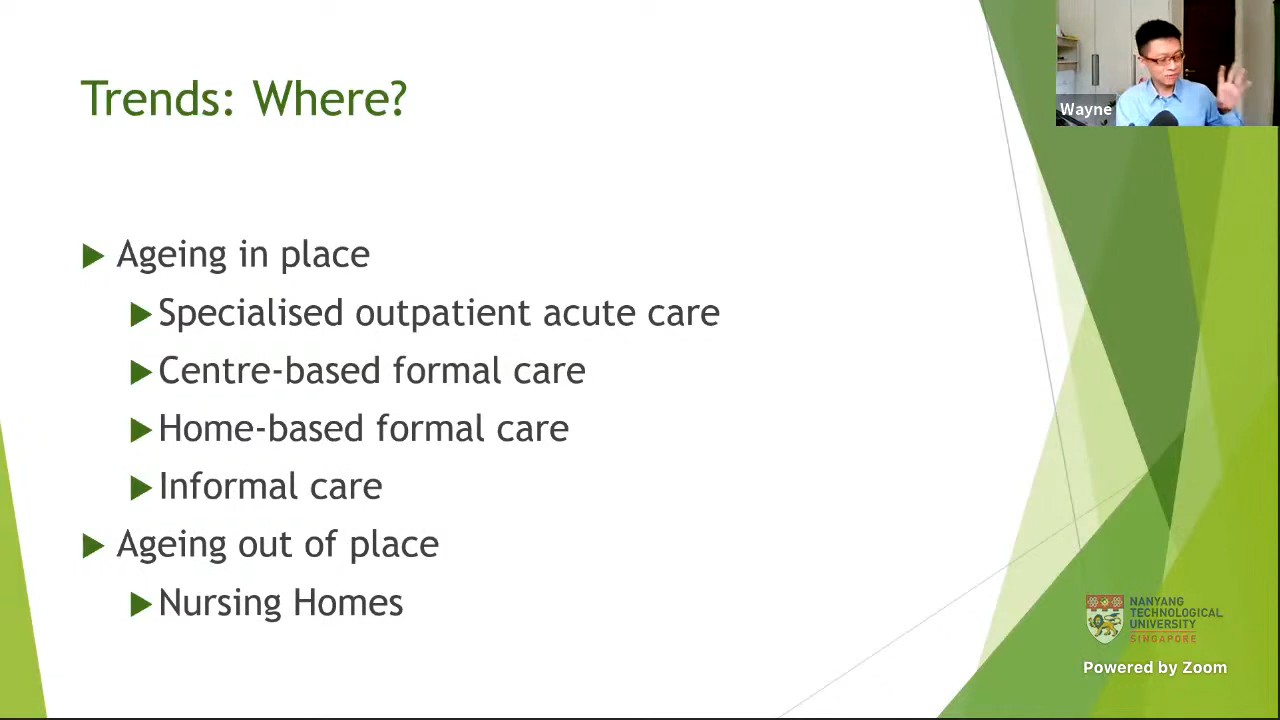 Trends: Where?
Wayne
Ageing in place
Specialised outpatient acute care
Centre-based formal care
Home-based formal care
Informal care
Ageing out of place
Nursing Homes
NANYANG
TECHNOLOGICAL
UNIVERSITY
SINGAPORE
Powered by Zoom